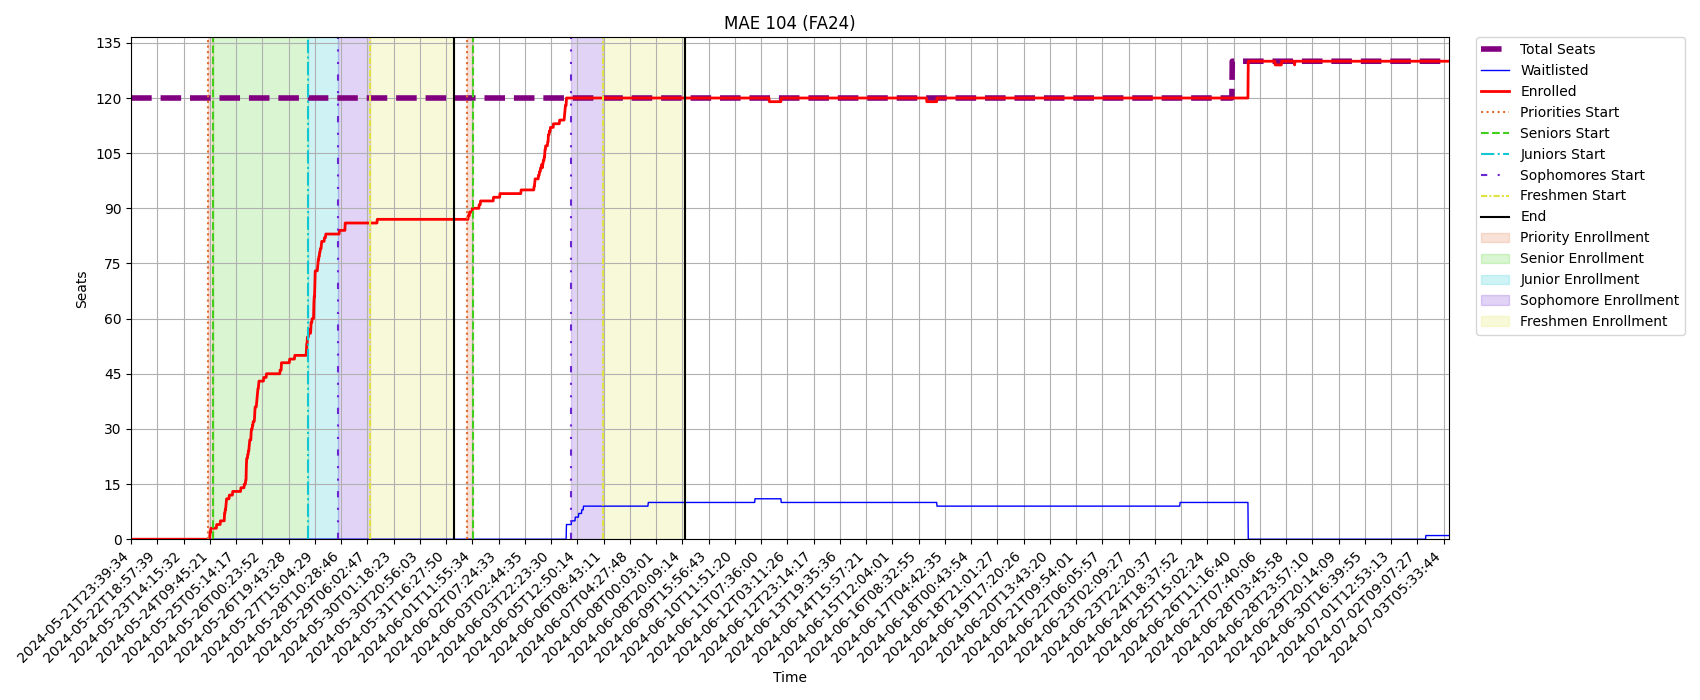 MAE 104 (FA24)
Seats
135
120
105
90
75
60
45
30
15
0
2024-05-21T23:39:34
2024-05-22T18:57:39
2024-05-23T14:15:32
2024-05-24T09:45:21
2024-05-25T05:14:17
2024-05-26T00:23:52
2024-05-26T19:43:28
2024-05-27T15:04:29
2024-05-28T10:28:46
2024-05-29T06:02:47
2024-05-30T01:18:23
2024-05-30T20:56:03
2024-05-31T16:27:50
2024-06-01T11:55:34
2024-06-02T07:24:33
2024-06-03T02:44:35
2024-06-03T22:23:30
2024-06-05T12:50:14
2024-06-06T08:43:11
2024-06-07T04:27:48
2024-06-08T00:03:01
2024-06-08T20:09:14
2024-06-09T15:56:43
2024-06-10T11:51:20
2024-06-11T07:36:00
2024-06-12T03:11:26
2024-06-12T23:14:17
2024-06-13T19:35:36
2024-06-14T15:57:21
2024-06-15T12:04:01
2024-06-16T08:32:55
2024-06-17T04:42:35
2024-06-18T00:43:54
2024-06-18T21:01:27
2024-06-19T17:20:26
2024-06-20T13:43:20
2024-06-21T09:54:01
2024-06-22T06:05:57
2024-06-23T02:09:27
2024-06-23T22:20:37
2024-06-24T18:37:52
2024-06-25T15:02:24
2024-06-26T11:16:40
2024-06-27T07:40:06
2024-06-28T03:45:58
2024-06-28T23:57:10
2024-06-29T20:14:09
2024-06-30T16:39:55
2024-07-01T12:53:13
2024-07-02T09:07:27
2024-07-03T05:33:44
Time
Total Seats
Waitlisted
Enrolled
Priorities Start
Seniors Start
Juniors Start
Sophomores Start
Freshmen Start
End
Priority Enrollment
Senior Enrollment
Junior Enrollment
Sophomore Enrollment
Freshmen Enrollment